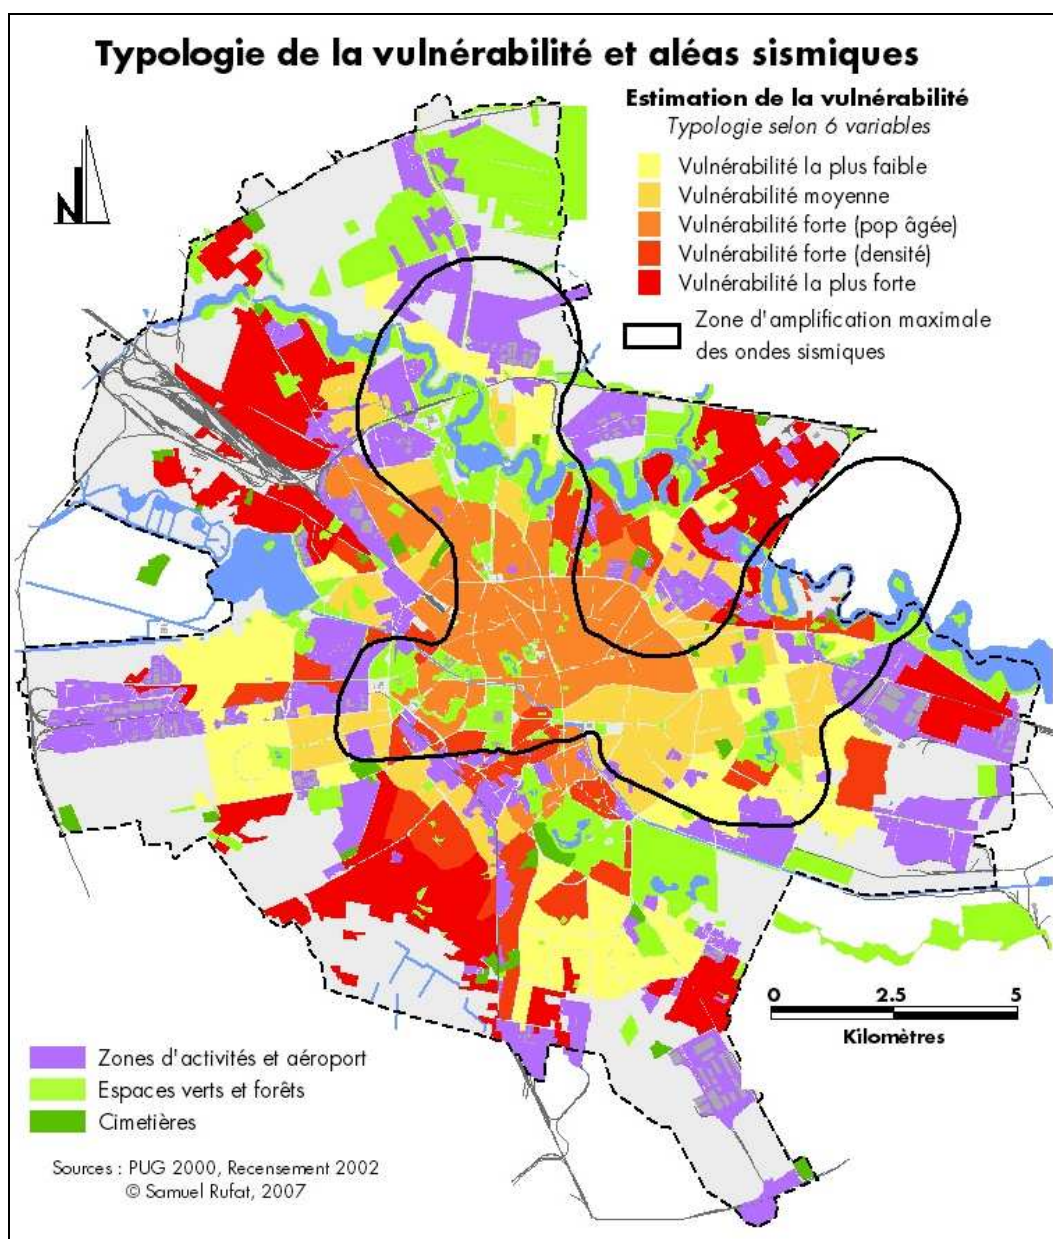 Typologie de la vulnérabilité et aléas sismiques
Estimation de la vulnérabilité
Typologie selon 6 variables
Vulnérabilité la plus faible
Vulnérabilité moyenne
Vulnérabilité forte (pop âgée)
Vulnérabilité forte (densité)
Vulnérabilité la plus forte
Zone d'amplification maximale
des ondes sismiques
N
0 2.5 5
Kilomètres
Zones d'activités et aéroport
Espaces verts et forêts
Cimetières
Sources : PUG 2000, Recensement 2002
© Samuel Rufat, 2007